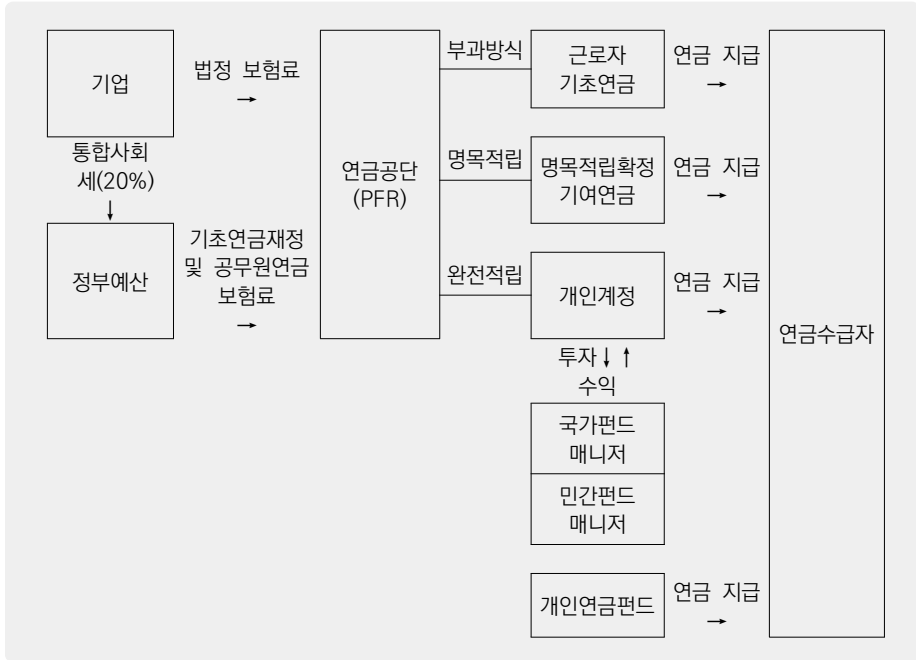 기업
법정 보험료
→
통합사회
세(20%)
↓
정부예산
기초연금재정
및 공무원연금
보험료
→
연금공단
(PFR)
부과방식
근로자
기초연금
연금 지급
→
명목적립
명목적립확정
기여연금
연금 지급
→
완전적립
개인계정
연금 지급
→
투자↓ ↑
수익
국가펀드
매니저
민간펀드
매니저
개인연금펀드
연금 지급
→
연금수급자